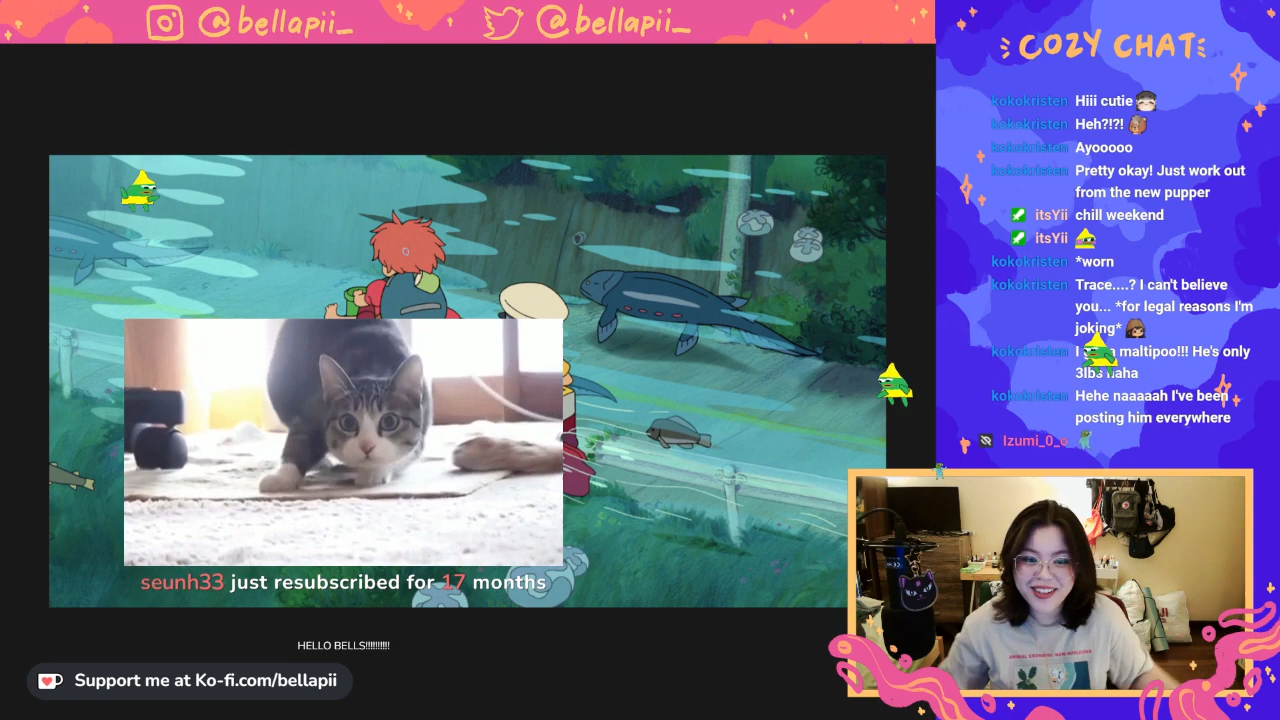 @bellapii_
@bellapii_
COZY CHAT
kokokristen Hiii cutie
kokokristen Heh?!?!
kokokristen Ayooooo
kokokristen Pretty okay! Just work out
from the new pupper
itsYii chill weekend
itsYii
kokokristen *worn
kokokristen Trace....? I can't believe
you... *for legal reasons I'm
joking*
kokokristen I maltipoo!!! He's only
3lbs haha
kokokristen Hehe naaaaah I've been
posting him everywhere
Izumi_0_o
seunh33 just resubscribed for 17 months
HELLO BELLS!!!!!!!!!!
Support me at Ko-fi.com/bellapii